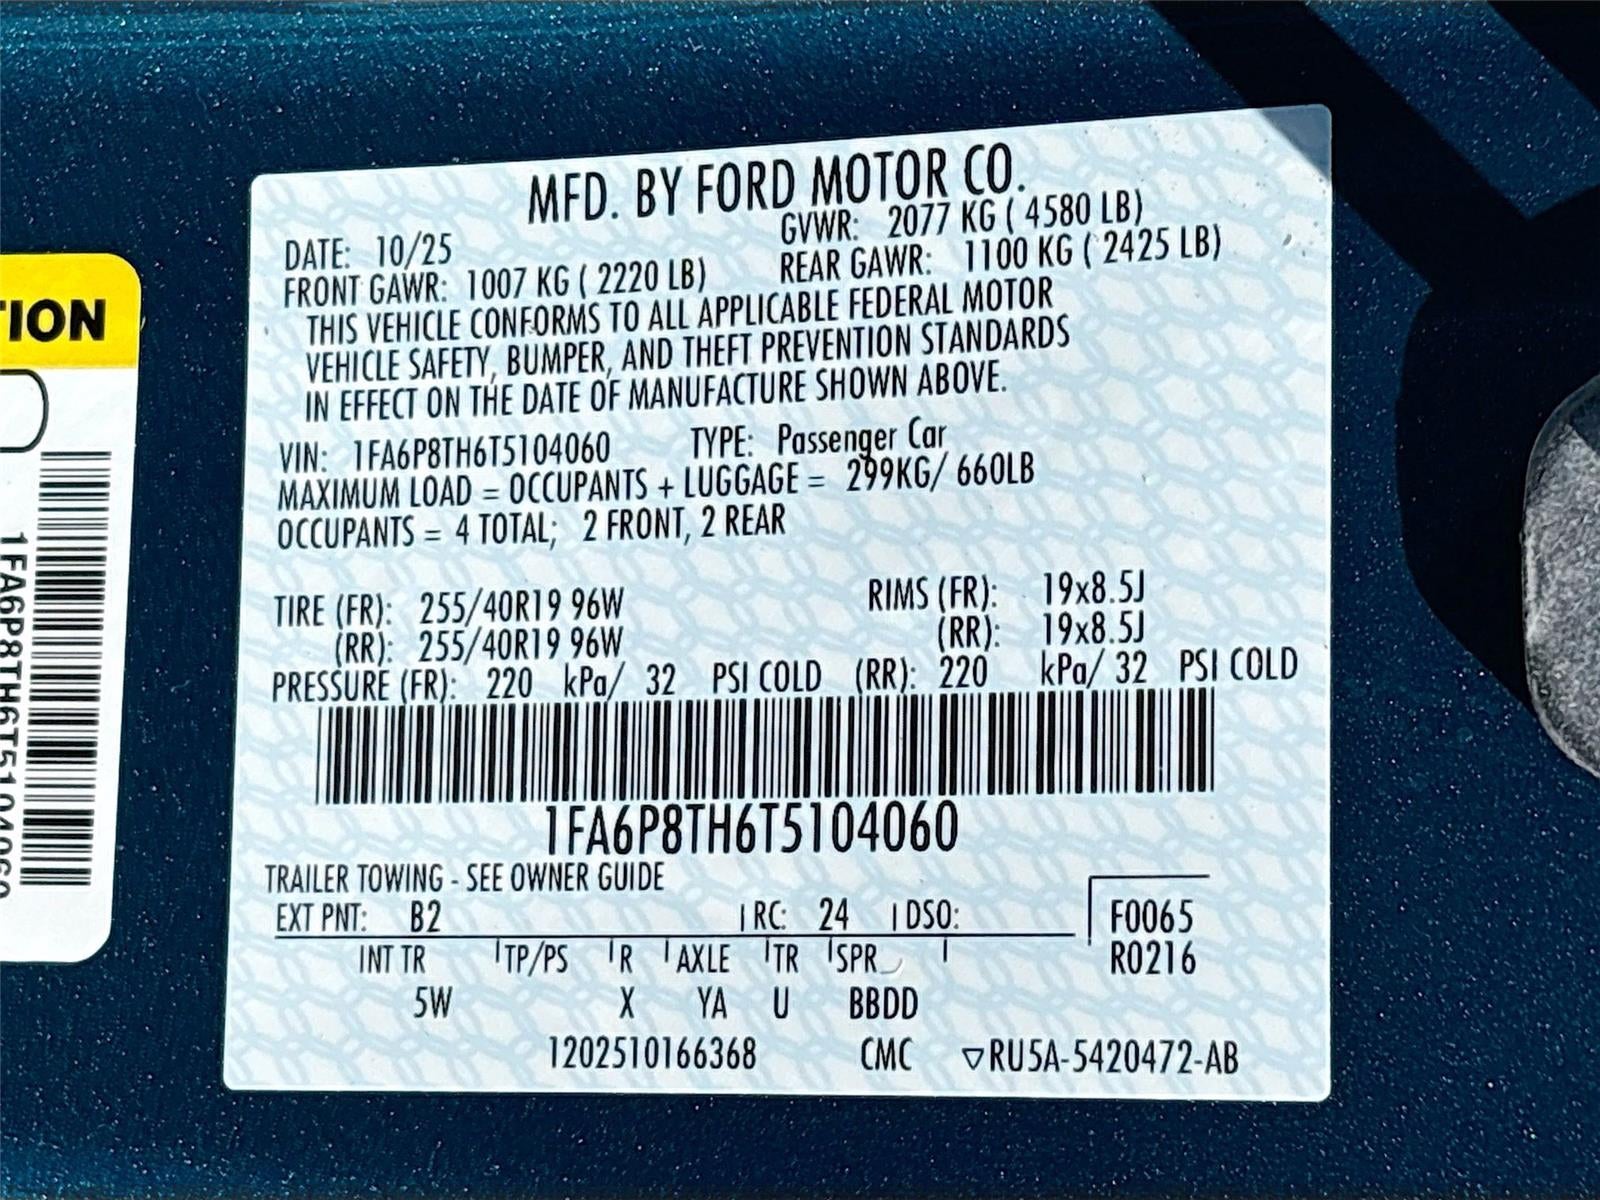 MFD. BY FORD MOTOR CO.
DATE: 10/25 GVWR: 2077 KG ( 4580 LB)
FRONT GAWR: 1007 KG ( 2220 LB) REAR GAWR: 1100 KG ( 2425 LB)
THIS VEHICLE CONFORMS TO ALL APPLICABLE FEDERAL MOTOR
VEHICLE SAFETY, BUMPER, AND THEFT PREVENTION STANDARDS
IN EFFECT ON THE DATE OF MANUFACTURE SHOWN ABOVE.
VIN: 1FA6P8TH6T5104060 TYPE: Passenger Car
MAXIMUM LOAD = OCCUPANTS + LUGGAGE = 299KG/ 660LB
OCCUPANTS = 4 TOTAL; 2 FRONT, 2 REAR
TIRE (FR): 255/40R19 96W RIMS (FR): 19x8.5J
(RR): 255/40R19 96W (RR): 19x8.5J
PRESSURE (FR): 220 kPa/ 32 PSI COLD (RR): 220 kPa/ 32 PSI COLD
1FA6P8TH6T5104060
TRAILER TOWING - SEE OWNER GUIDE
EXT PNT: B2 RC: 24 DSO: F0065
INT TR TP/PS R AXLE TR SPR R0216
5W X YA U BBDD
1202510166368 CMC ▽RU5A-5420472-AB
TION
1FA6P8TH6T5104060